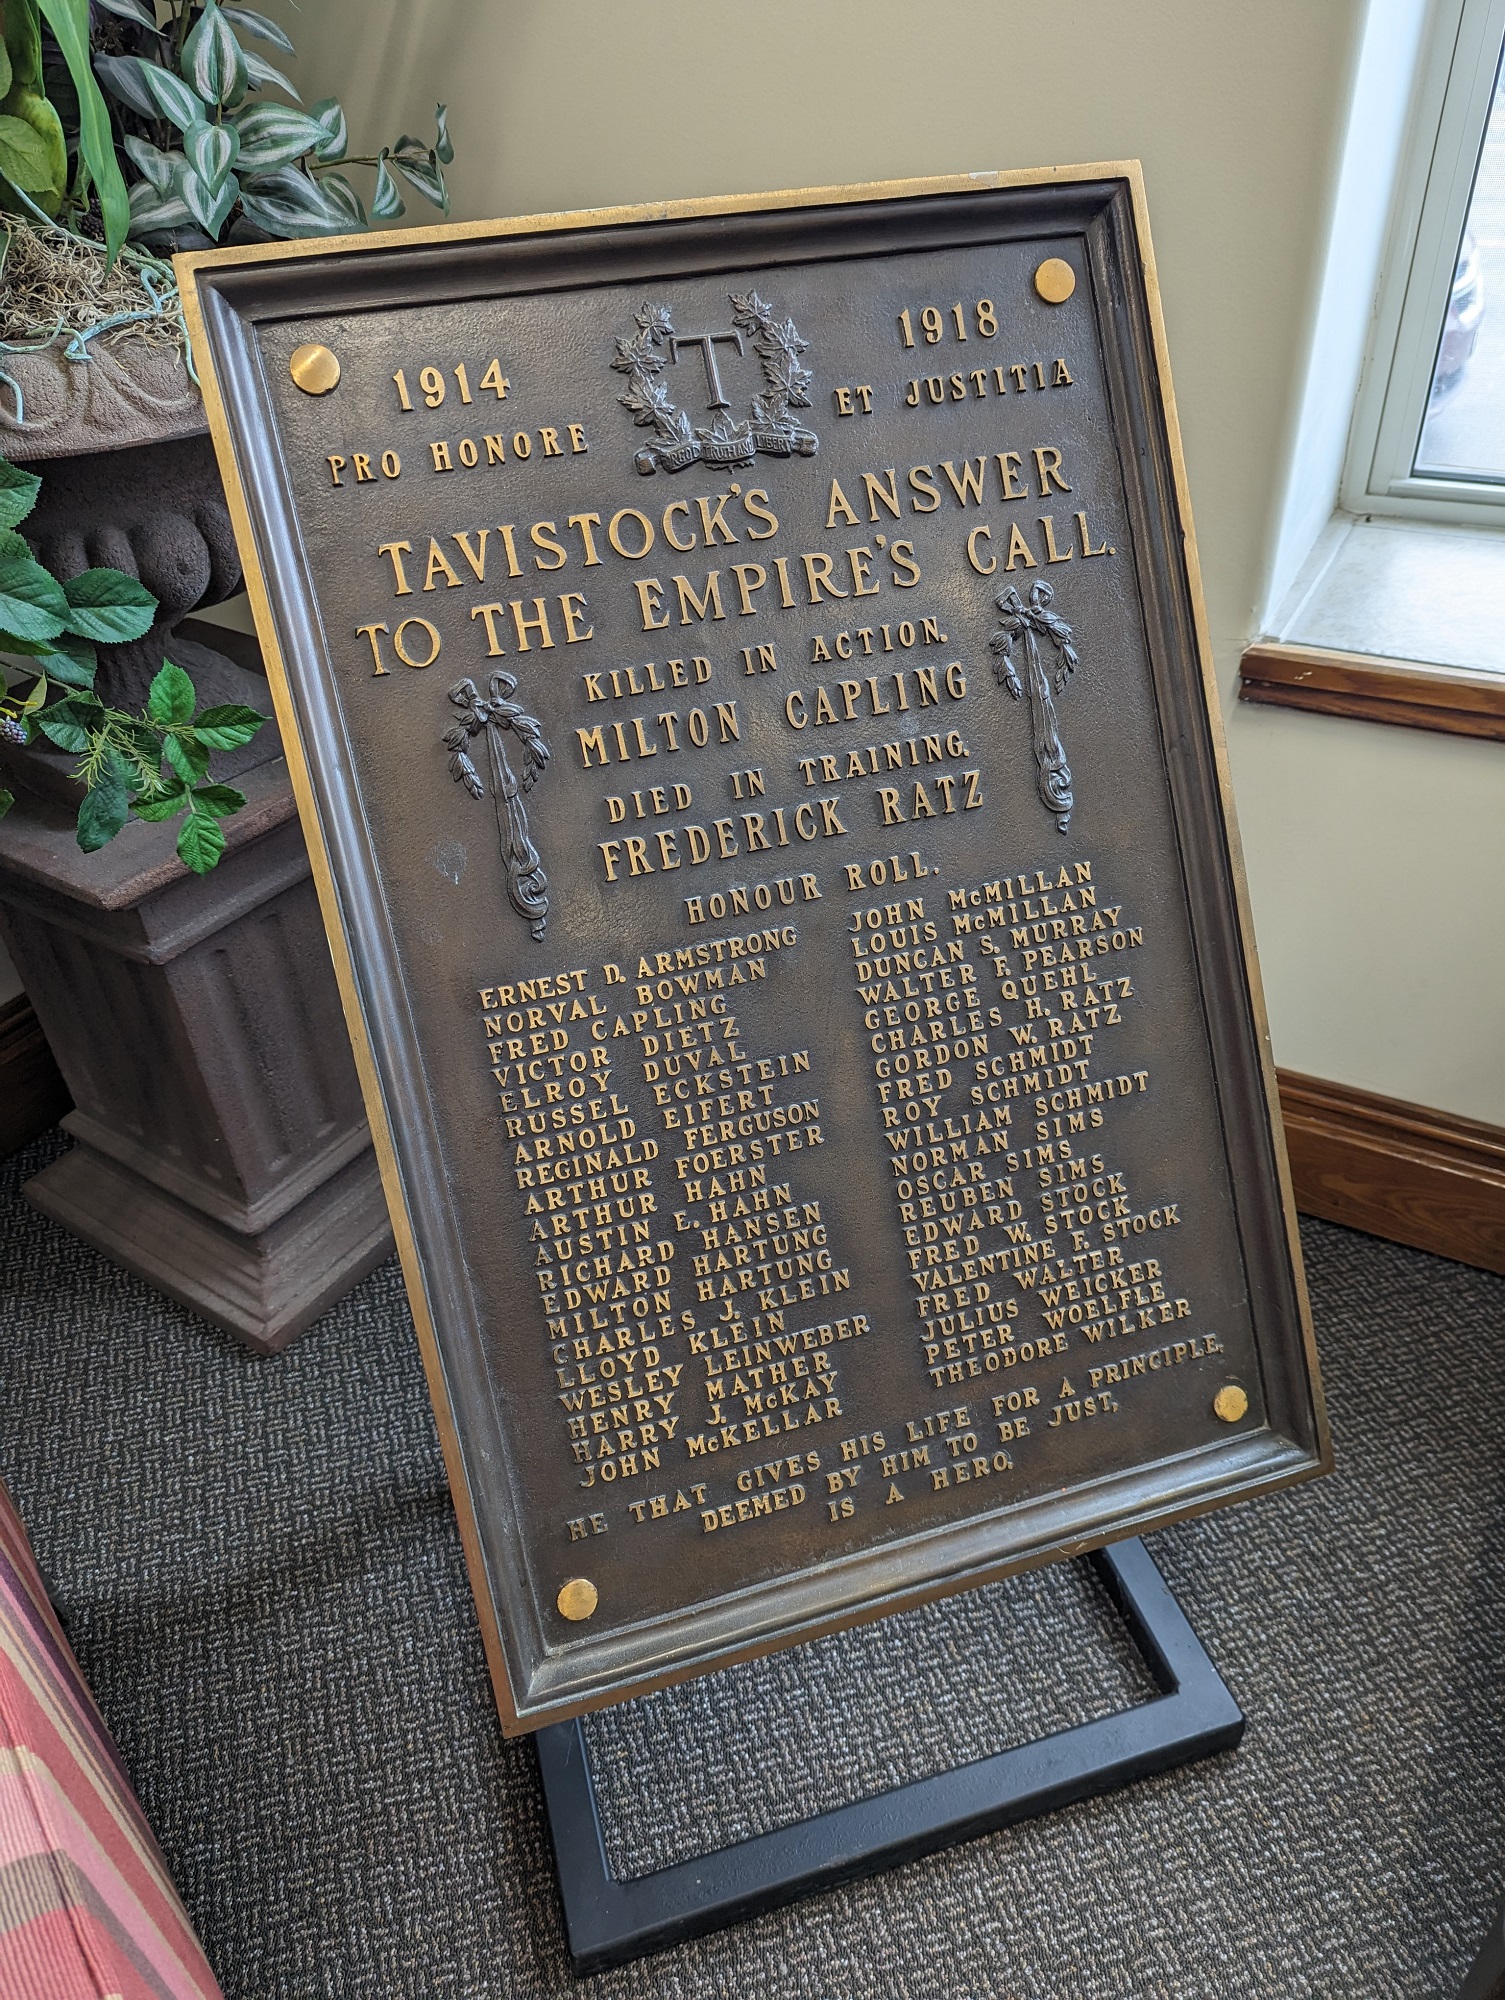 1914
1918
T
PRO HONORE
ET JUSTITIA
TRUTH AND
TAVISTOCK'S ANSWER
TO THE EMPIRE'S CALL.
KILLED IN ACTION.
MILTON CAPLING
DIED IN TRAINING.
FREDERICK RATZ
HONOUR ROLL.
ERNEST D. ARMSTRONG
NORVAL BOWMAN
FRED CAPLING
VICTOR DIETZ
ELROY DUVAL
RUSSEL ECKSTEIN
ARNOLD EIFERT
REGINALD FERGUSON
ARTHUR FOERSTER
ARTHUR HAHN
AUSTIN E. HAHN
RICHARD HANSEN
EDWARD HARTUNG
MILTON HARTUNG
CHARLES J. KLEIN
LLOYD KLEIN
WESLEY LEINWEBER
HENRY MATHER
HARRY J. McKAY
JOHN McKELLAR
JOHN McMILLAN
LOUIS McMILLAN
DUNCAN S. MURRAY
WALTER F. PEARSON
GEORGE QUEHL
CHARLES H. RATZ
GORDON W. RATZ
FRED SCHMIDT
ROY SCHMIDT
WILLIAM SCHMIDT
NORMAN SIMS
OSCAR SIMS
REUBEN SIMS
EDWARD STOCK
FRED W. STOCK
VALENTINE F. STOCK
FRED WALTER
JULIUS WEICKER
PETER WOELFLE
THEODORE WILKER
HE THAT GIVES HIS LIFE FOR A PRINCIPLE,
DEEMED BY HIM TO BE JUST,
IS A HERO.